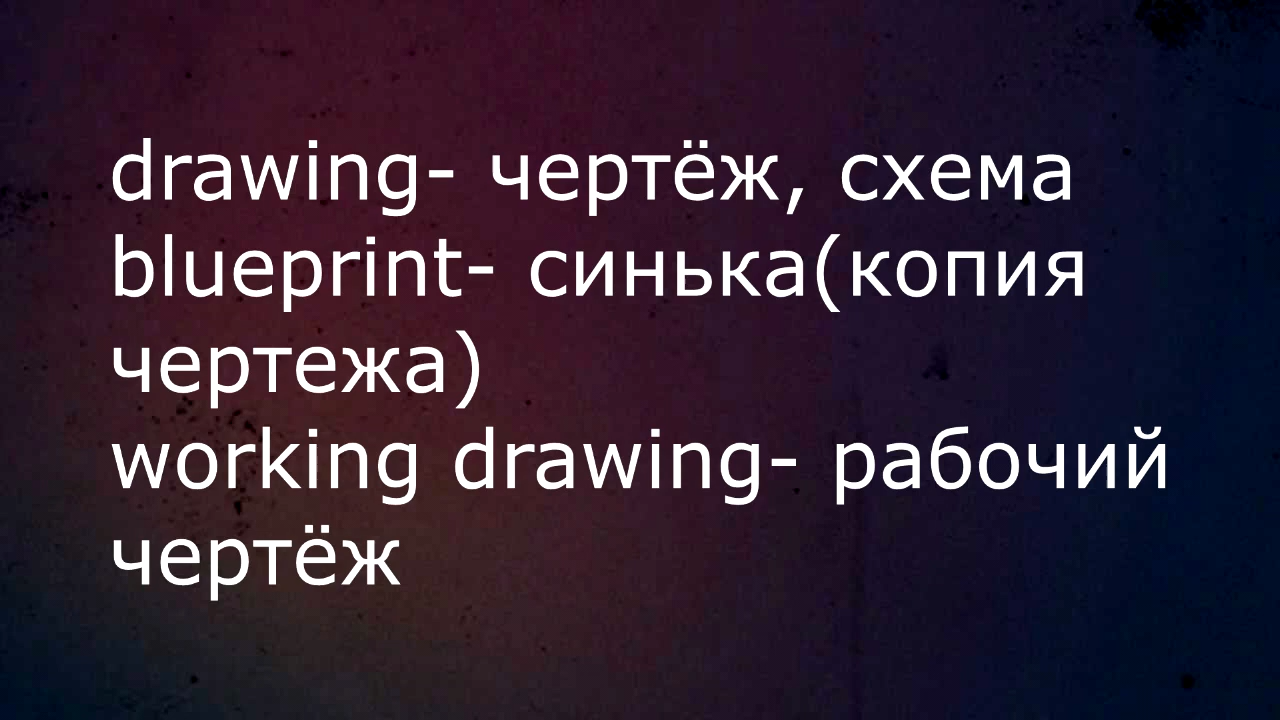 drawing- чертёж, схема
blueprint- синька(копия
чертежа)
working drawing- рабочий
чертёж